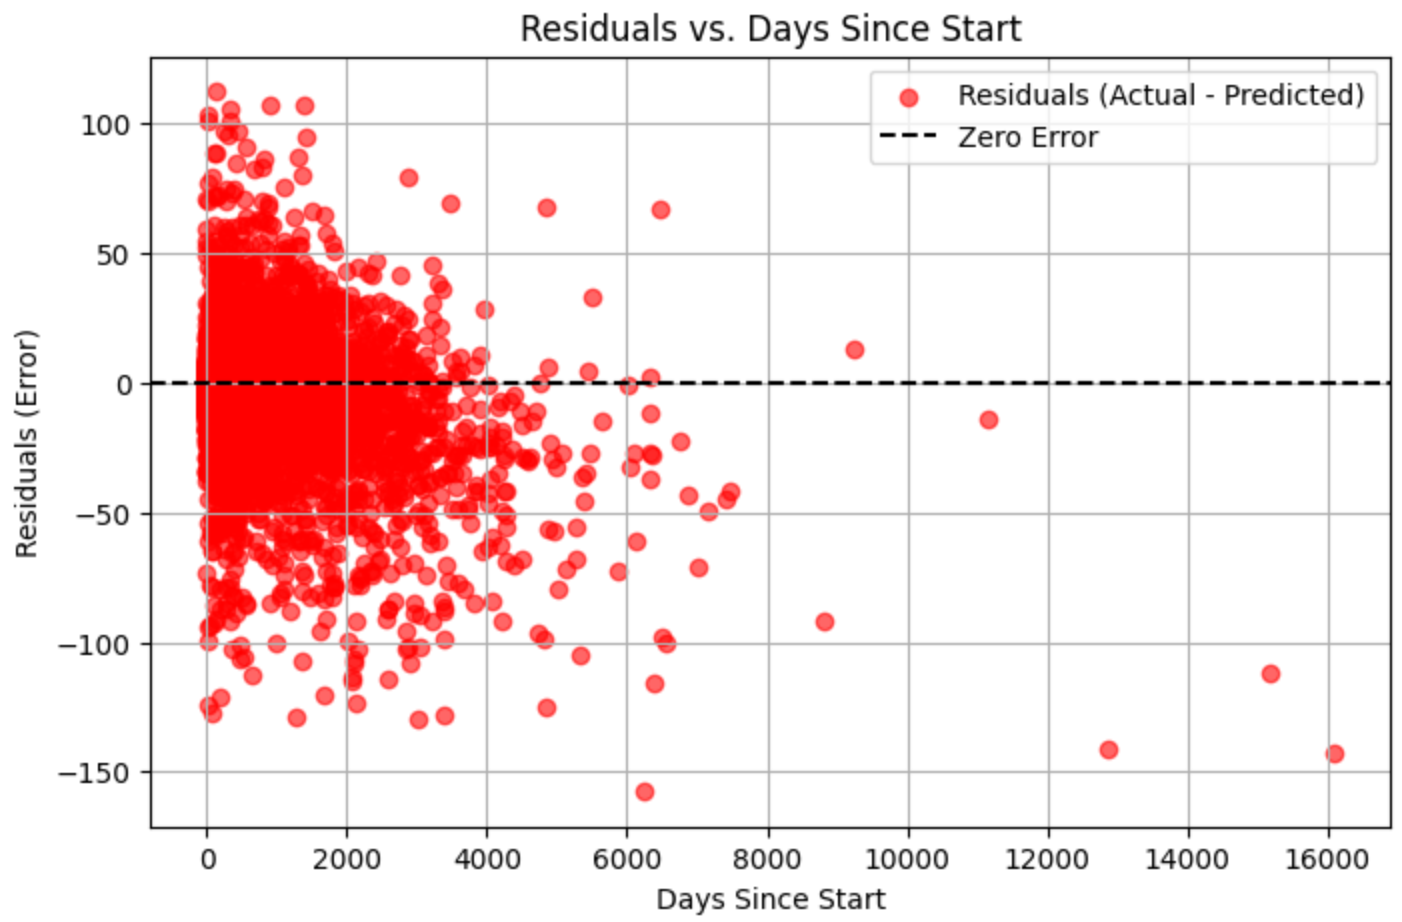 Residuals vs. Days Since Start
Residuals (Actual - Predicted)
Zero Error
Residuals (Error)
100
50
0
−50
−100
−150
0 2000 4000 6000 8000 10000 12000 14000 16000
Days Since Start